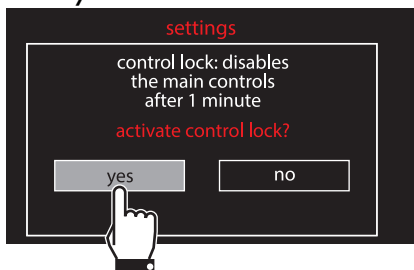 settings
control lock: disables
the main controls
after 1 minute
activate control lock?
yes
no